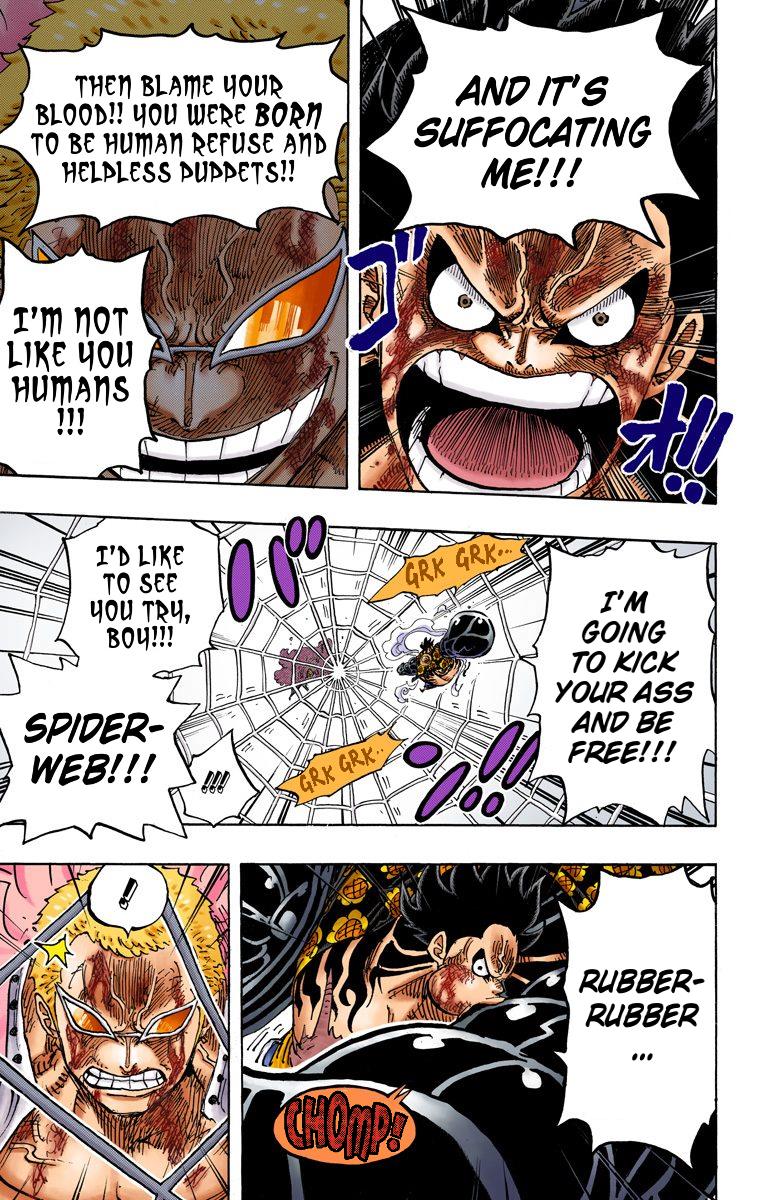 AND IT'S
SUFFOCATING
ME!!!
ゴ
オ!!
THEN BLAME YOUR
BLOOD!! YOU WERE BORN
TO BE HUMAN REFUSE AND
HELPLESS PUPPETS!!
I'M NOT
LIKE YOU
HUMANS
!!!
I'M
GOING
TO KICK
YOUR ASS
AND BE
FREE!!!
GRK GRK...
バ
ン!!
GRK GRK..
I'D LIKE
TO SEE
YOU TRY,
BOY!!!
!!!
SPIDER-
WEB!!!
RUBBER-
RUBBER
...
CHOMP!
!!